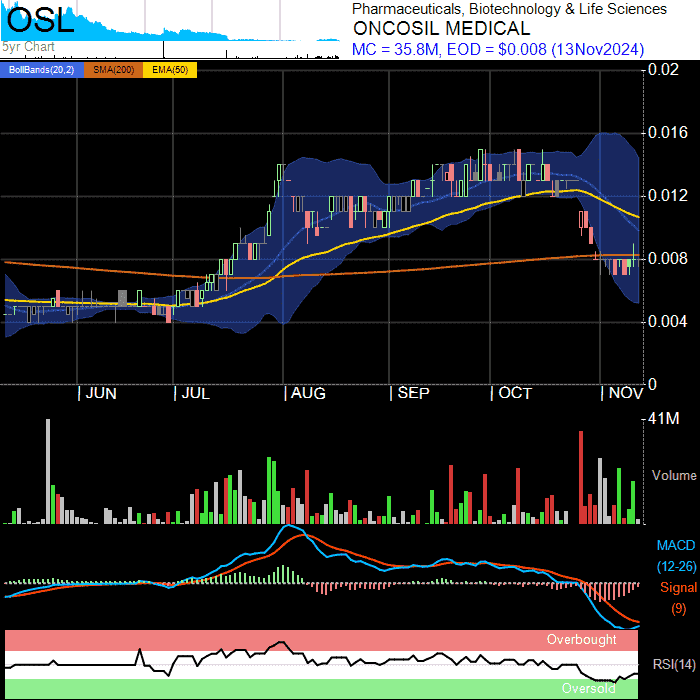 OSL
5yr Chart
Pharmaceuticals, Biotechnology & Life Sciences
ONCOSIL MEDICAL
MC = 35.8M, EOD = $0.008 (13Nov2024)
BollBands(20,2) SMA(200) EMA(50)
0.02
0.016
0.012
0.008
0.004
0
| JUN | JUL | AUG | SEP | OCT | NOV
41M
Volume
MACD
(12-26)
Signal
(9)
Overbought
RSI(14)
Oversold